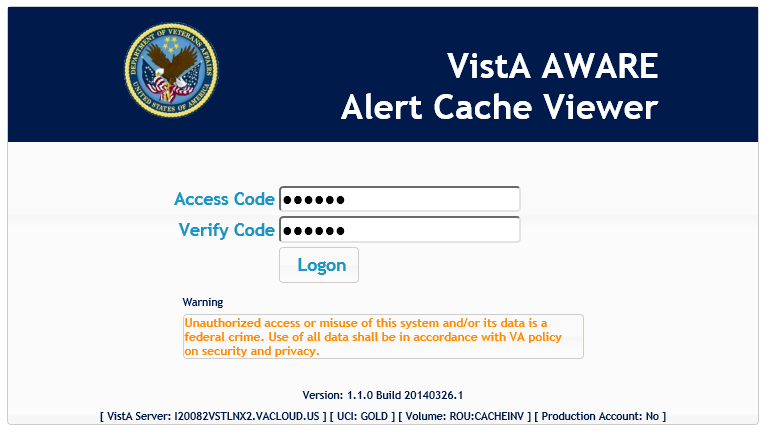 DEPARTMENT OF VETERANS AFFAIRS
UNITED STATES OF AMERICA
VistA AWARE
Alert Cache Viewer
Access Code ●●●●●●
Verify Code ●●●●●●
Logon
Warning
Unauthorized access or misuse of this system and/or its data is a
federal crime. Use of all data shall be in accordance with VA policy
on security and privacy.
Version: 1.1.0 Build 20140326.1
[ VistA Server: I20082VSTLNX2.VACLOUD.US ] [ UCI: GOLD ] [ Volume: ROU:CACHEINV ] [ Production Account: No ]